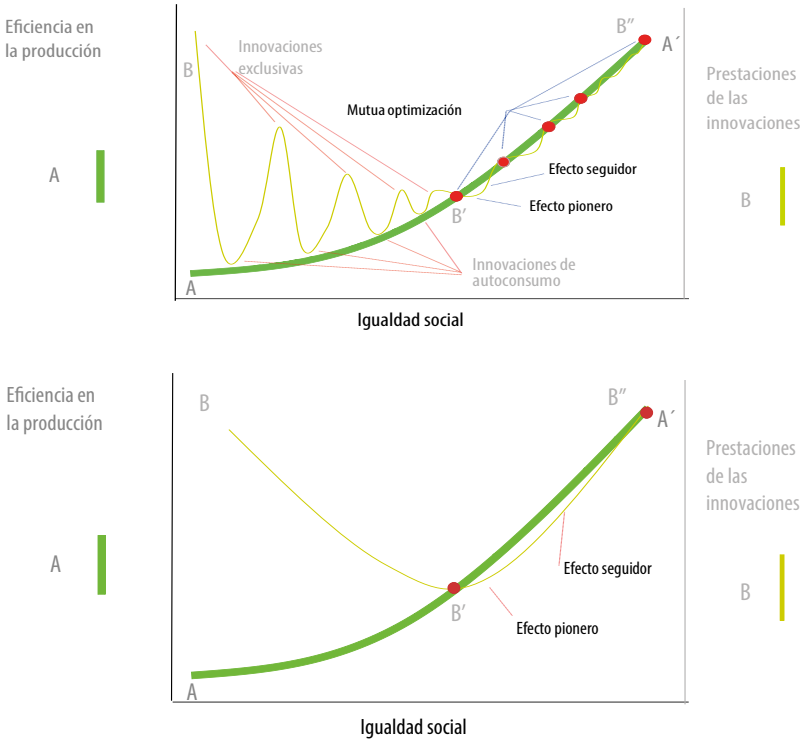 Eficiencia en
la producción
A
B
Innovaciones
exclusivas
Mutua optimización
B″
A´
Efecto seguidor
Efecto pionero
B′
Innovaciones de
autoconsumo
A
Igualdad social
Prestaciones
de las
innovaciones
B
Eficiencia en
la producción
A
B
B″
A´
Efecto seguidor
B′
Efecto pionero
A
Igualdad social
Prestaciones
de las
innovaciones
B